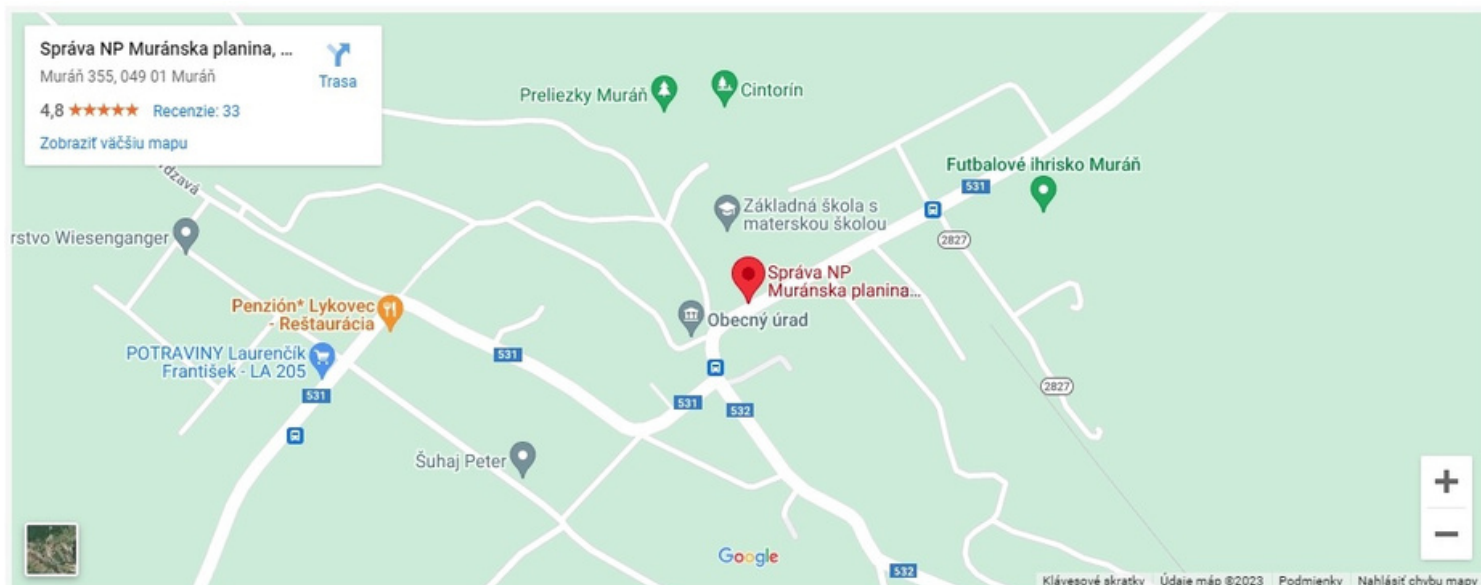 Správa NP Muránska planina, ...
Muráň 355, 049 01 Muráň
4,8 Recenzie: 33
Zobraziť väčšiu mapu
Trasa
Preliezky Muráň
Cintorín
Futbalové ihrisko Muráň
531
dzavá
Základná škola s
materskou školou
2827
rstvo Wiesenganger
Správa NP
Muránska planina...
Penzión* Lykovec
- Reštaurácia
Obecný úrad
531
POTRAVINY Laurenčík
František - LA 205
2827
531
531
532
Šuhaj Peter
Google
532
Klávesové skratky
Údaje máp ©2023
Podmienky
Nahlásiť chybu mapy